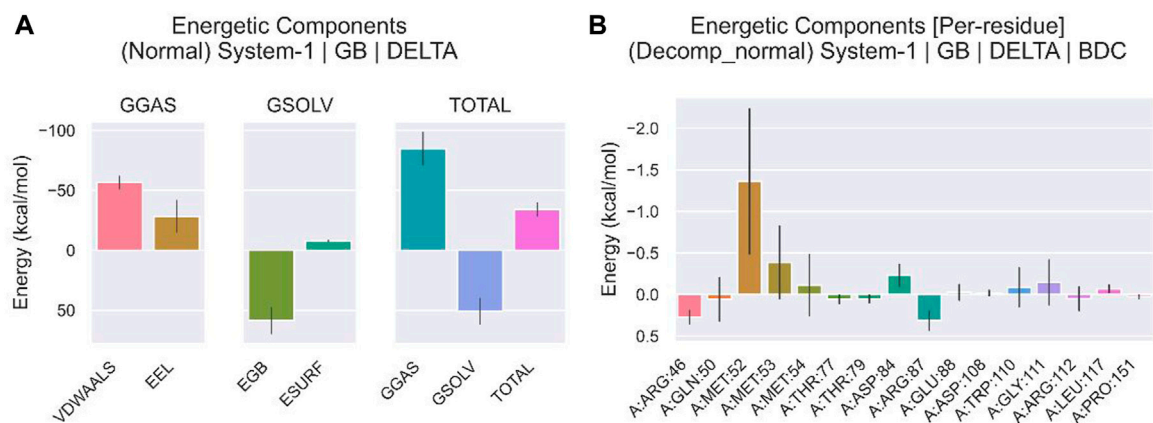 A
Energetic Components
(Normal) System-1 | GB | DELTA
GGAS
GSOLV
TOTAL
Energy (kcal/mol)
−100
−50
0
50
VDWAALS
EEL
EGB
ESURF
GGAS
GSOLV
TOTAL
B
Energetic Components [Per-residue]
(Decomp_normal) System-1 | GB | DELTA | BDC
Energy (kcal/mol)
−2.0
−1.5
−1.0
−0.5
0.0
0.5
A:ARG:46
A:GLN:50
A:MET:52
A:MET:53
A:MET:54
A:THR:77
A:THR:79
A:ASP:84
A:ARG:87
A:GLU:88
A:ASP:108
A:TRP:110
A:GLY:111
A:ARG:112
A:LEU:117
A:PRO:151